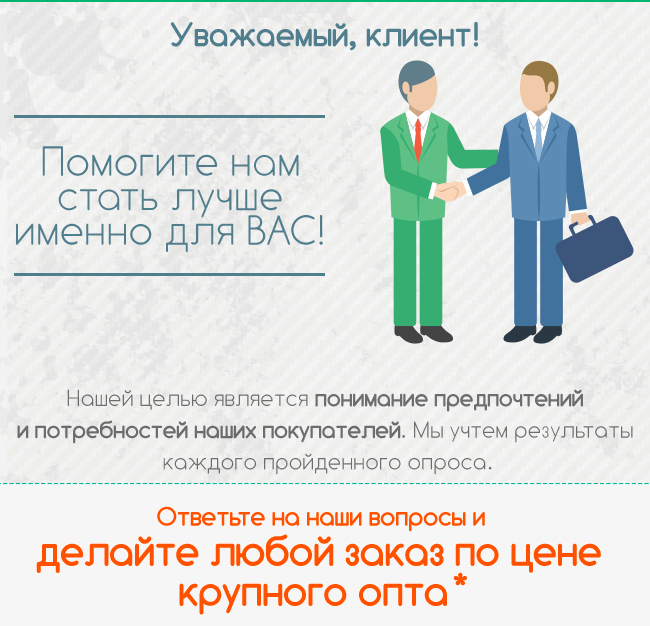 Уважаемый, клиент!
Помогите нам
стать лучше
именно для ВАС!
Нашей целью является понимание предпочтений
и потребностей наших покупателей. Мы учтем результаты
каждого пройденного опроса.
Ответьте на наши вопросы и
делайте любой заказ по цене
крупного опта*